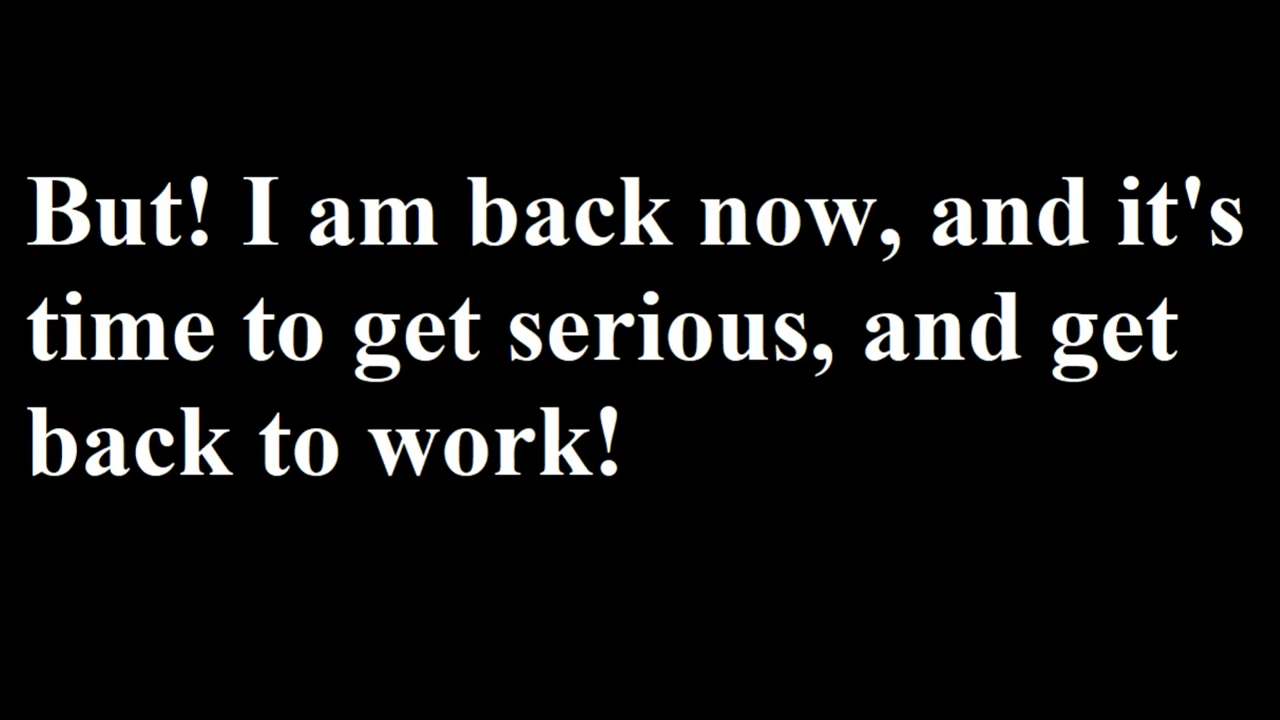 But! I am back now, and it's
time to get serious, and get
back to work!